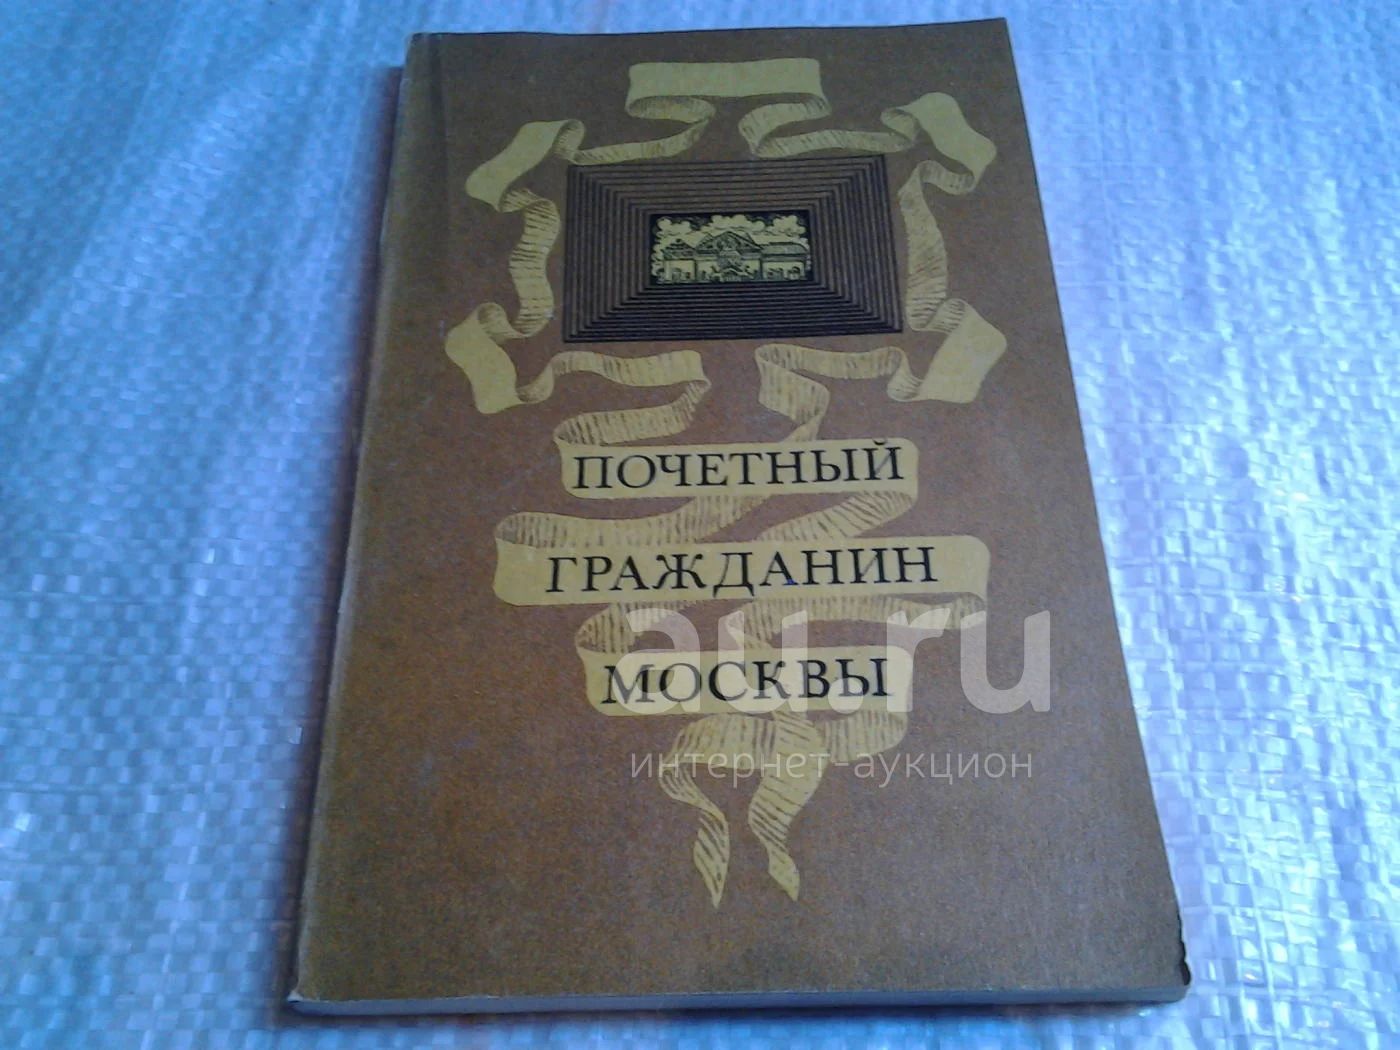 ПОЧЕТНЫЙ
ГРАЖДАНИН
МОСКВЫ
au.ru
интернет аукцион